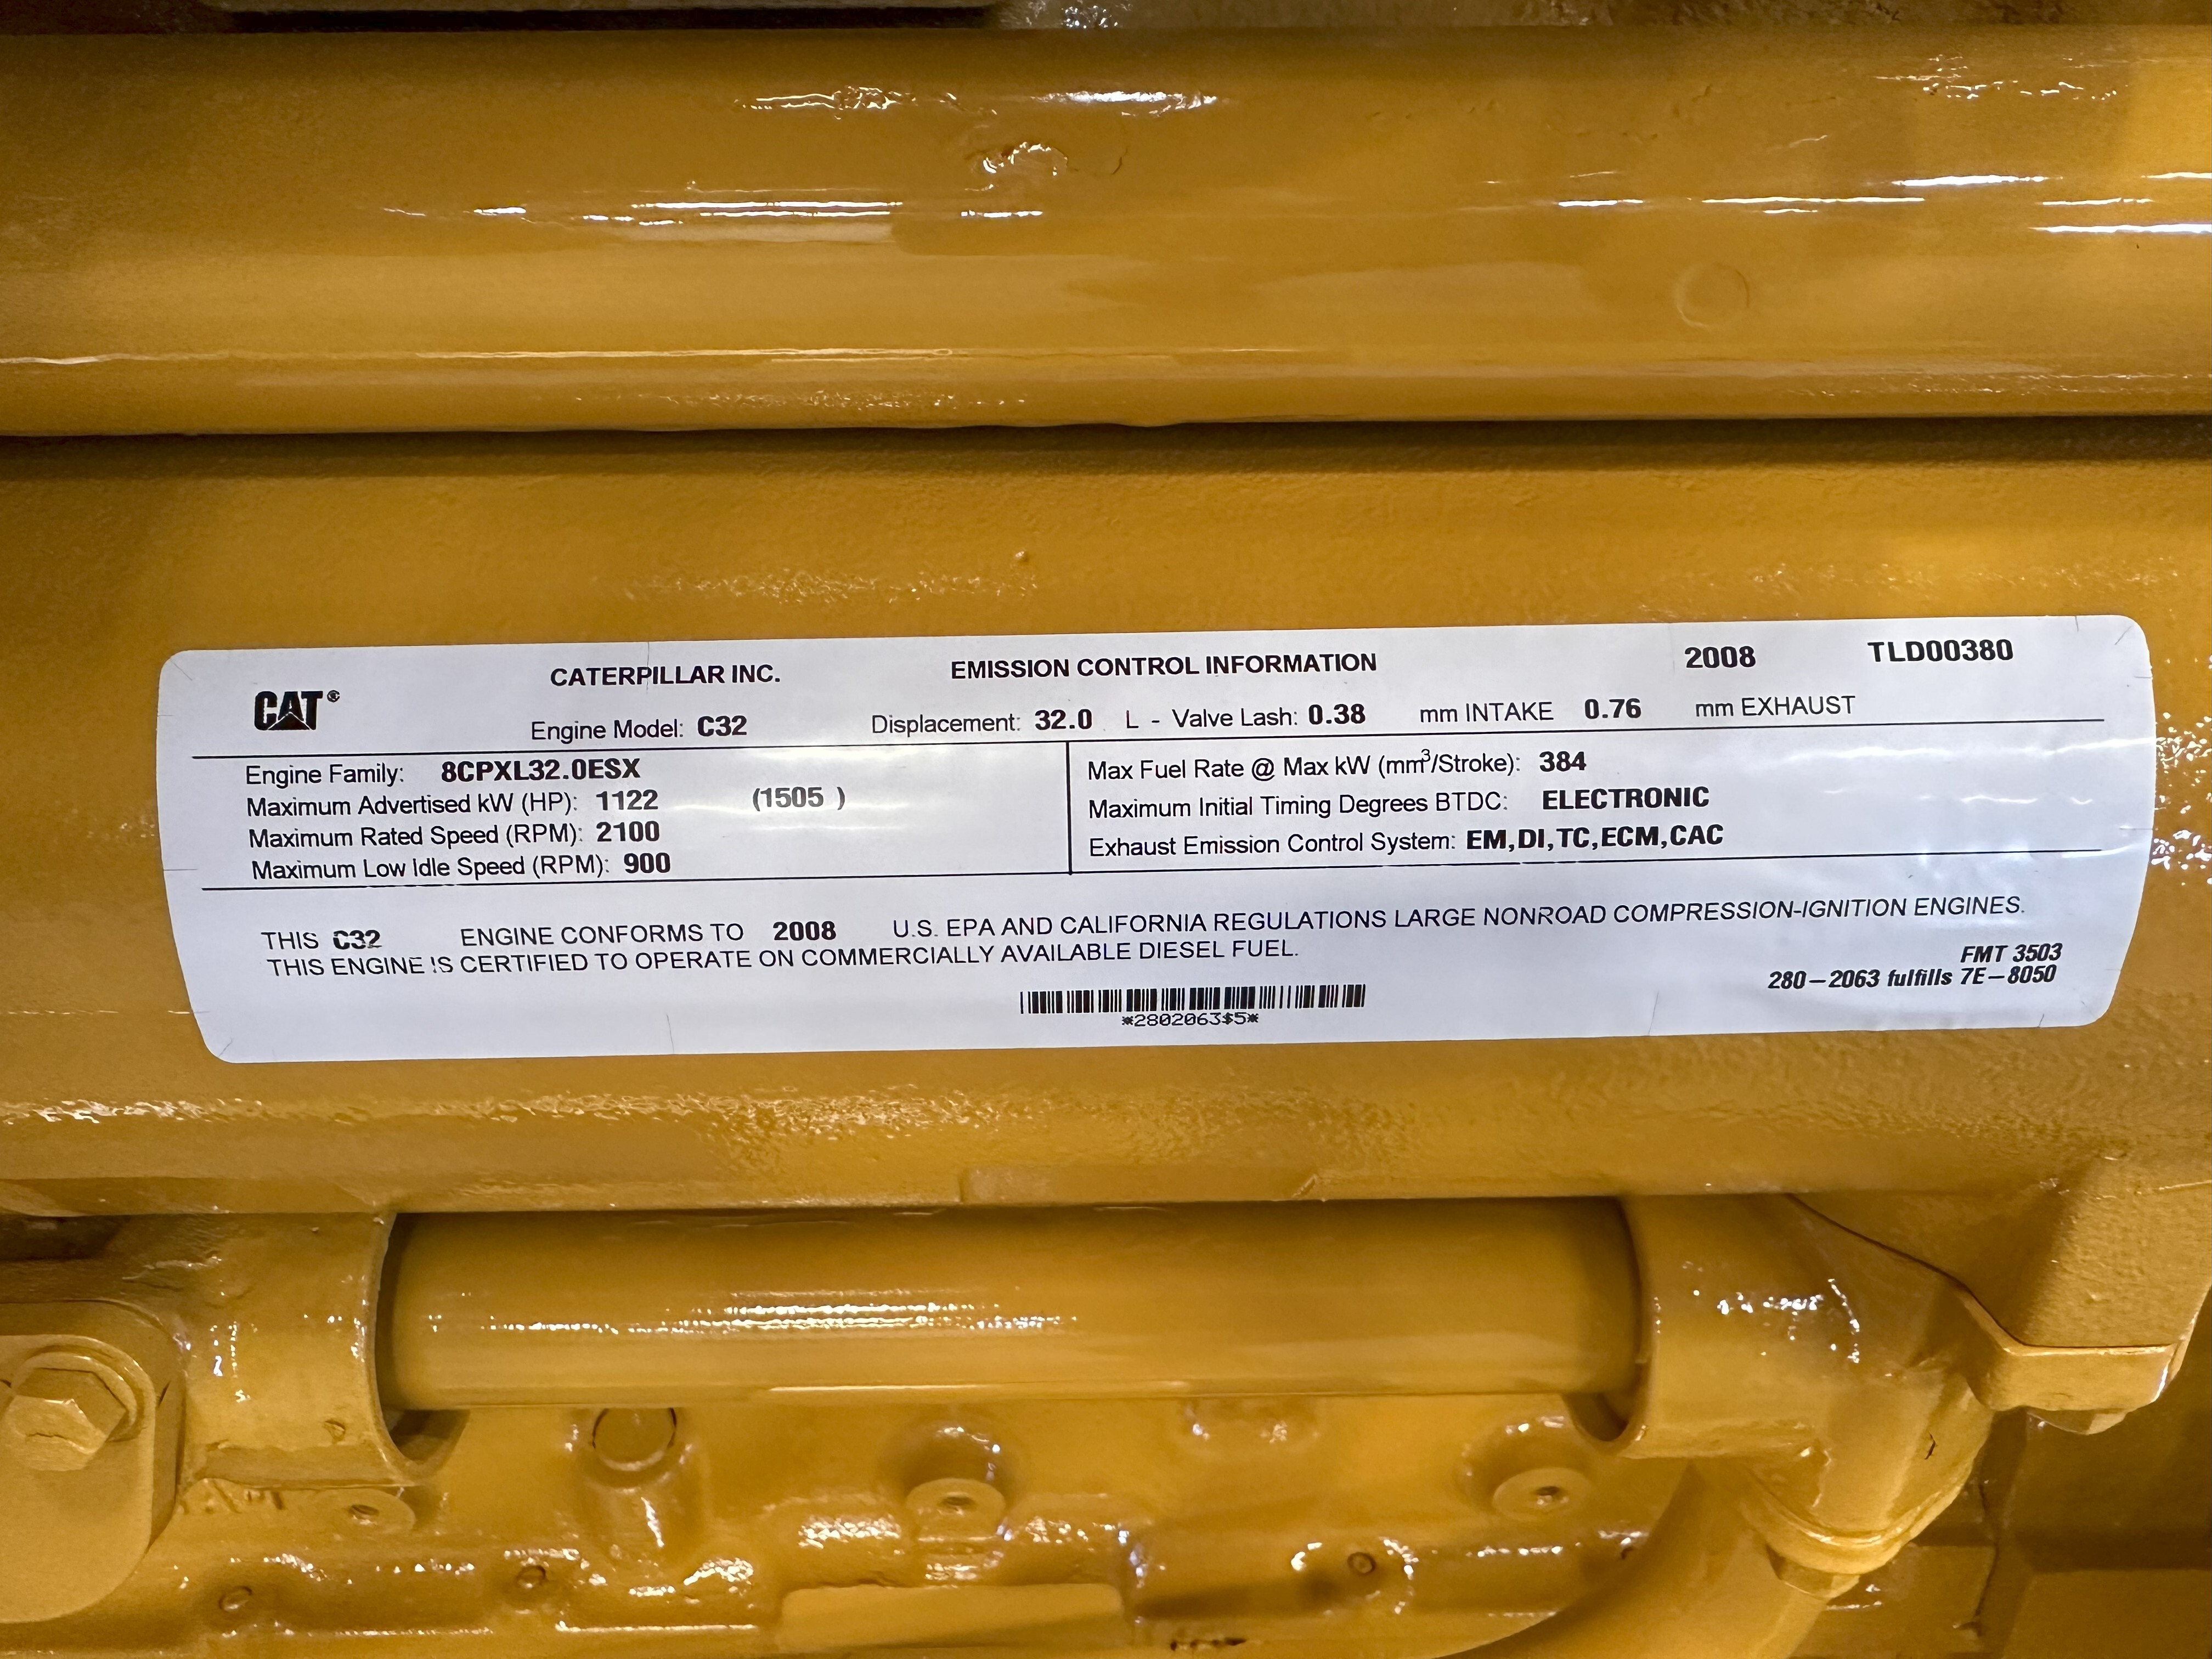 CATERPILLAR INC. EMISSION CONTROL INFORMATION 2008 TLD00380
CAT®
Engine Model: C32 Displacement: 32.0 L - Valve Lash: 0.38 mm INTAKE 0.76 mm EXHAUST
Engine Family: 8CPXL32.0ESX
Maximum Advertised kW (HP): 1122 (1505 )
Maximum Rated Speed (RPM): 2100
Maximum Low Idle Speed (RPM): 900
Max Fuel Rate @ Max kW (mm³/Stroke): 384
Maximum Initial Timing Degrees BTDC: ELECTRONIC
Exhaust Emission Control System: EM,DI,TC,ECM,CAC
THIS C32 ENGINE CONFORMS TO 2008 U.S. EPA AND CALIFORNIA REGULATIONS LARGE NONROAD COMPRESSION-IGNITION ENGINES.
THIS ENGINE IS CERTIFIED TO OPERATE ON COMMERCIALLY AVAILABLE DIESEL FUEL.
FMT 3503
280-2063 fulfills 7E-8050
*2802063$5*